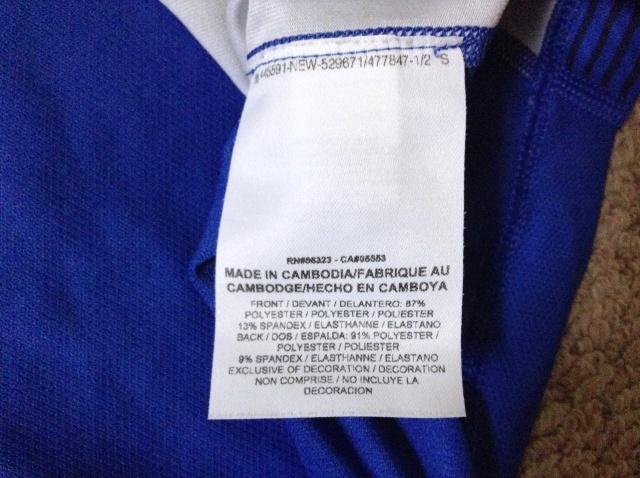 445591-NEW-529671/477847-1/2 S
RN#56323 - CA#05553
MADE IN CAMBODIA/FABRIQUE AU
CAMBODGE/HECHO EN CAMBOYA
FRONT / DEVANT / DELANTERO: 87%
POLYESTER / POLYESTER / POLIESTER
13% SPANDEX / ELASTHANNE / ELASTANO
BACK / DOS / ESPALDA: 91% POLYESTER
/ POLYESTER / POLIESTER
9% SPANDEX / ELASTHANNE / ELASTANO
EXCLUSIVE OF DECORATION / DECORATION
NON COMPRISE / NO INCLUYE LA
DECORACION